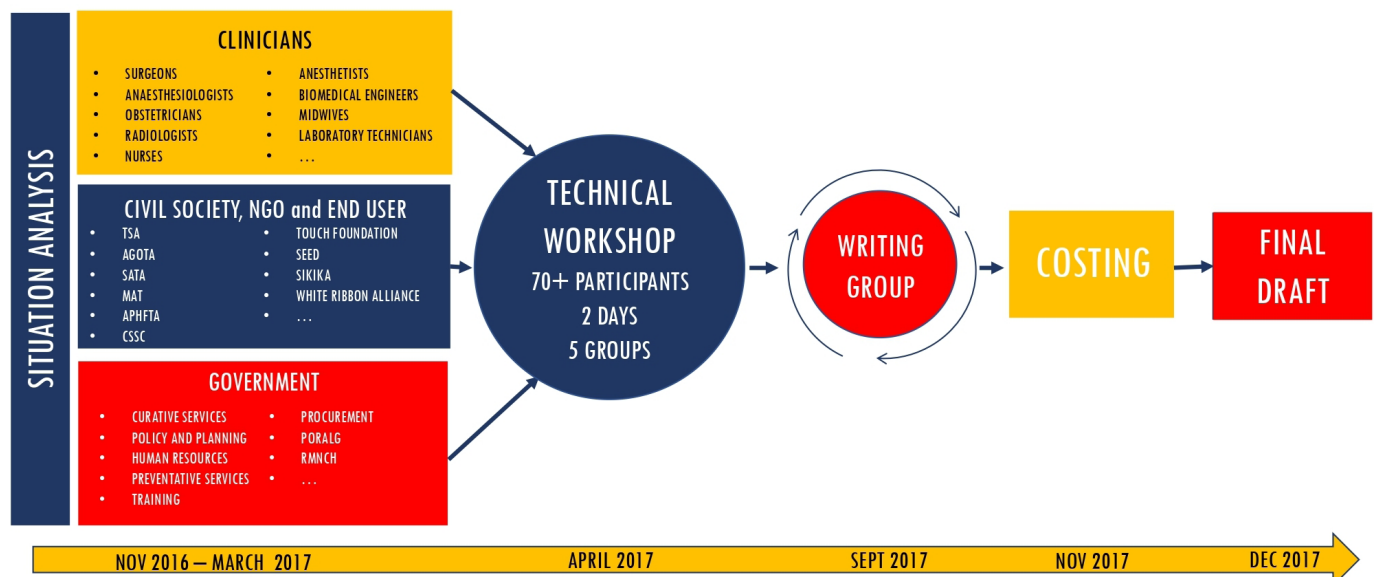 SITUATION ANALYSIS
CLINICIANS
• SURGEONS
• ANAESTHESIOLOGISTS
• OBSTETRICIANS
• RADIOLOGISTS
• NURSES
• ANESTHETISTS
• BIOMEDICAL ENGINEERS
• MIDWIVES
• LABORATORY TECHNICIANS
• ...
CIVIL SOCIETY, NGO and END USER
• TSA
• AGOTA
• SATA
• MAT
• APHFTA
• CSSC
• TOUCH FOUNDATION
• SEED
• SIKIKA
• WHITE RIBBON ALLIANCE
• ...
GOVERNMENT
• CURATIVE SERVICES
• POLICY AND PLANNING
• HUMAN RESOURCES
• PREVENTATIVE SERVICES
• TRAINING
• PROCUREMENT
• PORALG
• RMNCH
• ...
TECHNICAL
WORKSHOP
70+ PARTICIPANTS
2 DAYS
5 GROUPS
WRITING
GROUP
COSTING
FINAL
DRAFT
NOV 2016 – MARCH 2017
APRIL 2017
SEPT 2017
NOV 2017
DEC 2017